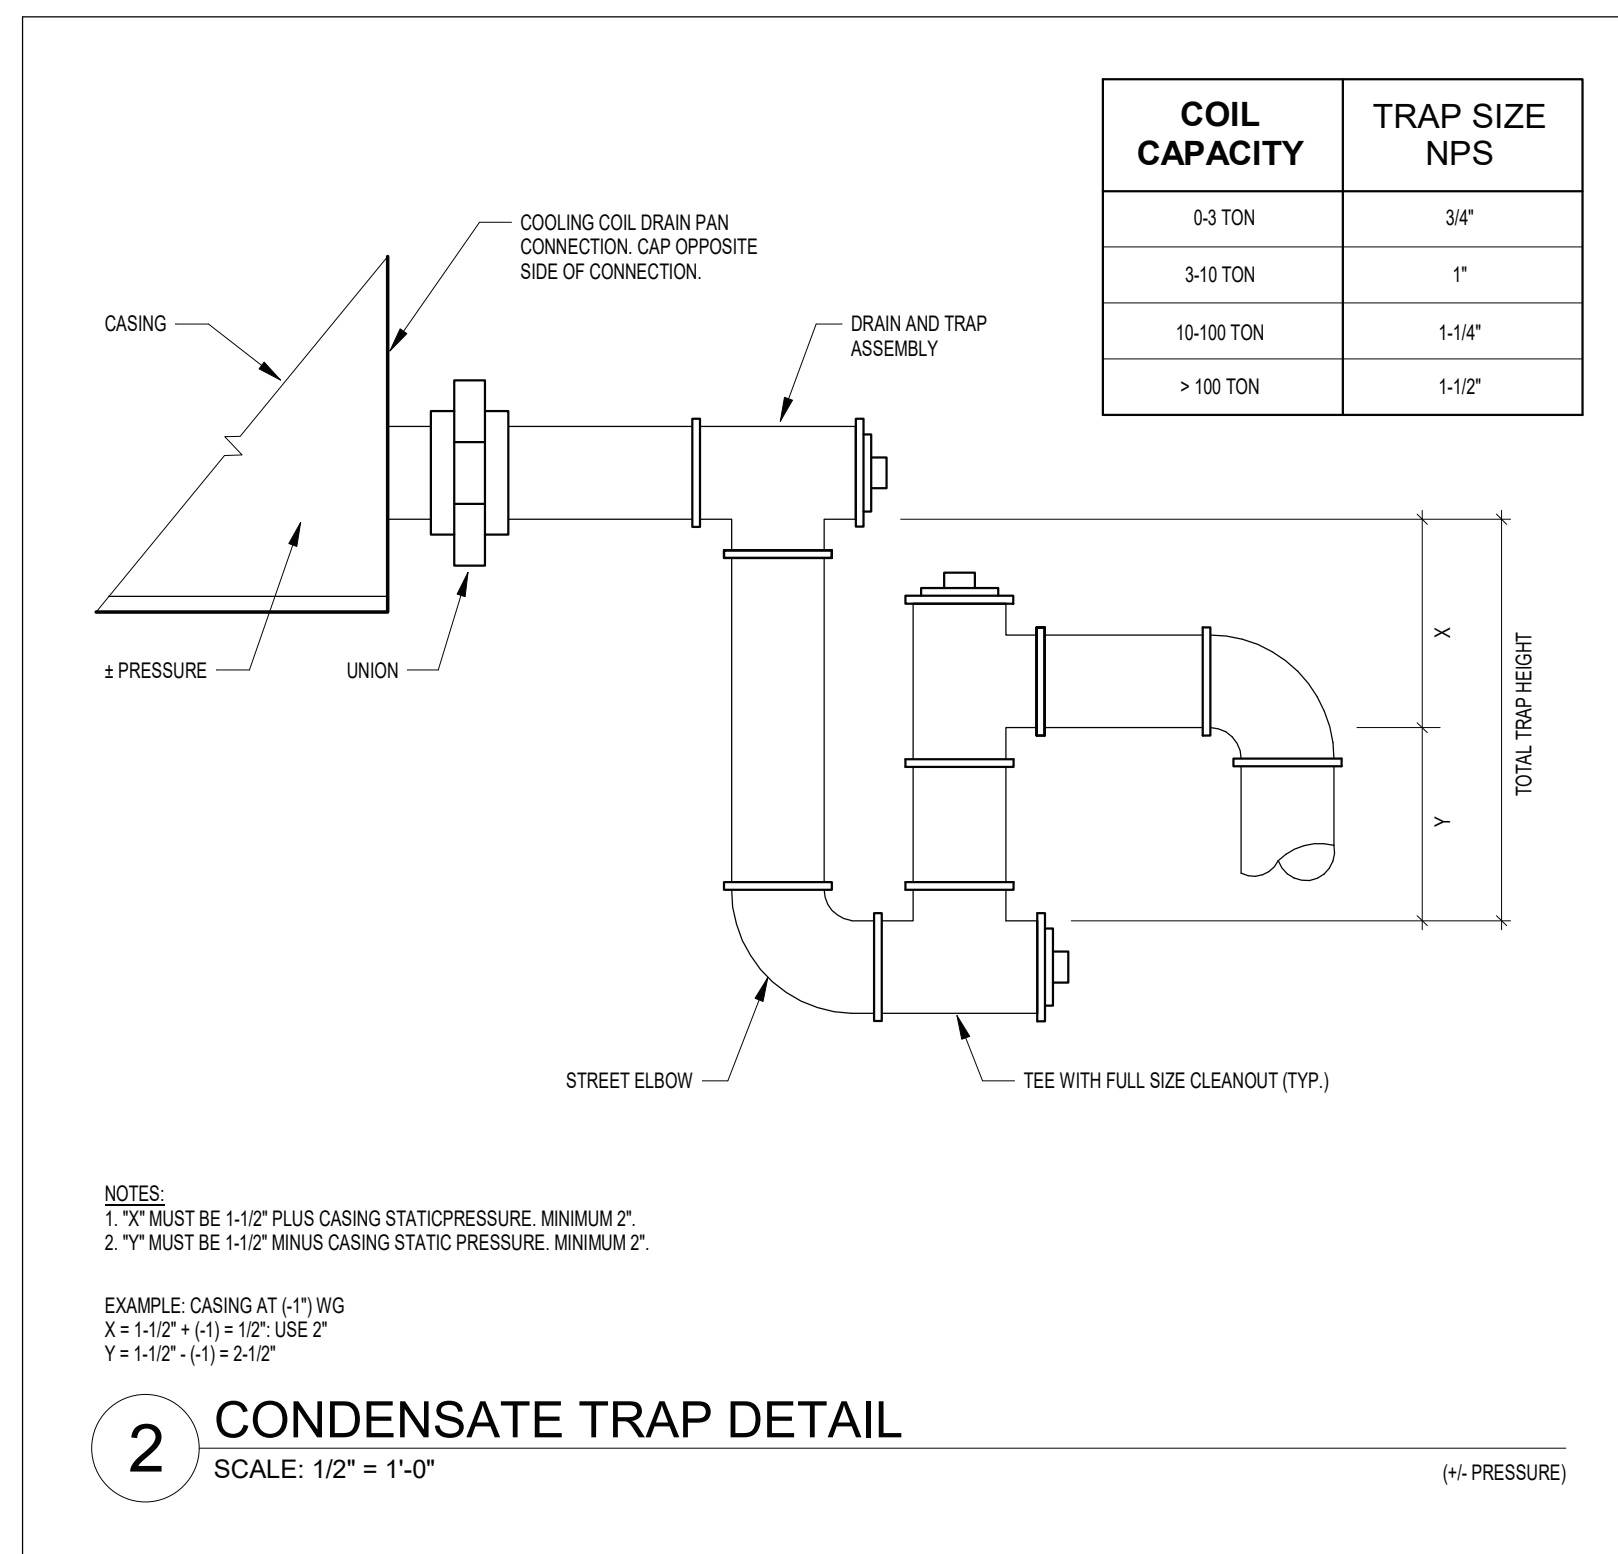 COIL
CAPACITY
TRAP SIZE
NPS
0-3 TON
3/4"
3-10 TON
1"
10-100 TON
1-1/4"
> 100 TON
1-1/2"
COOLING COIL DRAIN PAN
CONNECTION. CAP OPPOSITE
SIDE OF CONNECTION.
CASING
DRAIN AND TRAP
ASSEMBLY
± PRESSURE
UNION
X
Y
TOTAL TRAP HEIGHT
STREET ELBOW
TEE WITH FULL SIZE CLEANOUT (TYP.)
NOTES:
1. "X" MUST BE 1-1/2" PLUS CASING STATICPRESSURE. MINIMUM 2".
2. "Y" MUST BE 1-1/2" MINUS CASING STATIC PRESSURE. MINIMUM 2".
EXAMPLE: CASING AT (-1") WG
X = 1-1/2" + (-1) = 1/2": USE 2"
Y = 1-1/2" - (-1) = 2-1/2"
2
CONDENSATE TRAP DETAIL
SCALE: 1/2" = 1'-0"
(+/- PRESSURE)